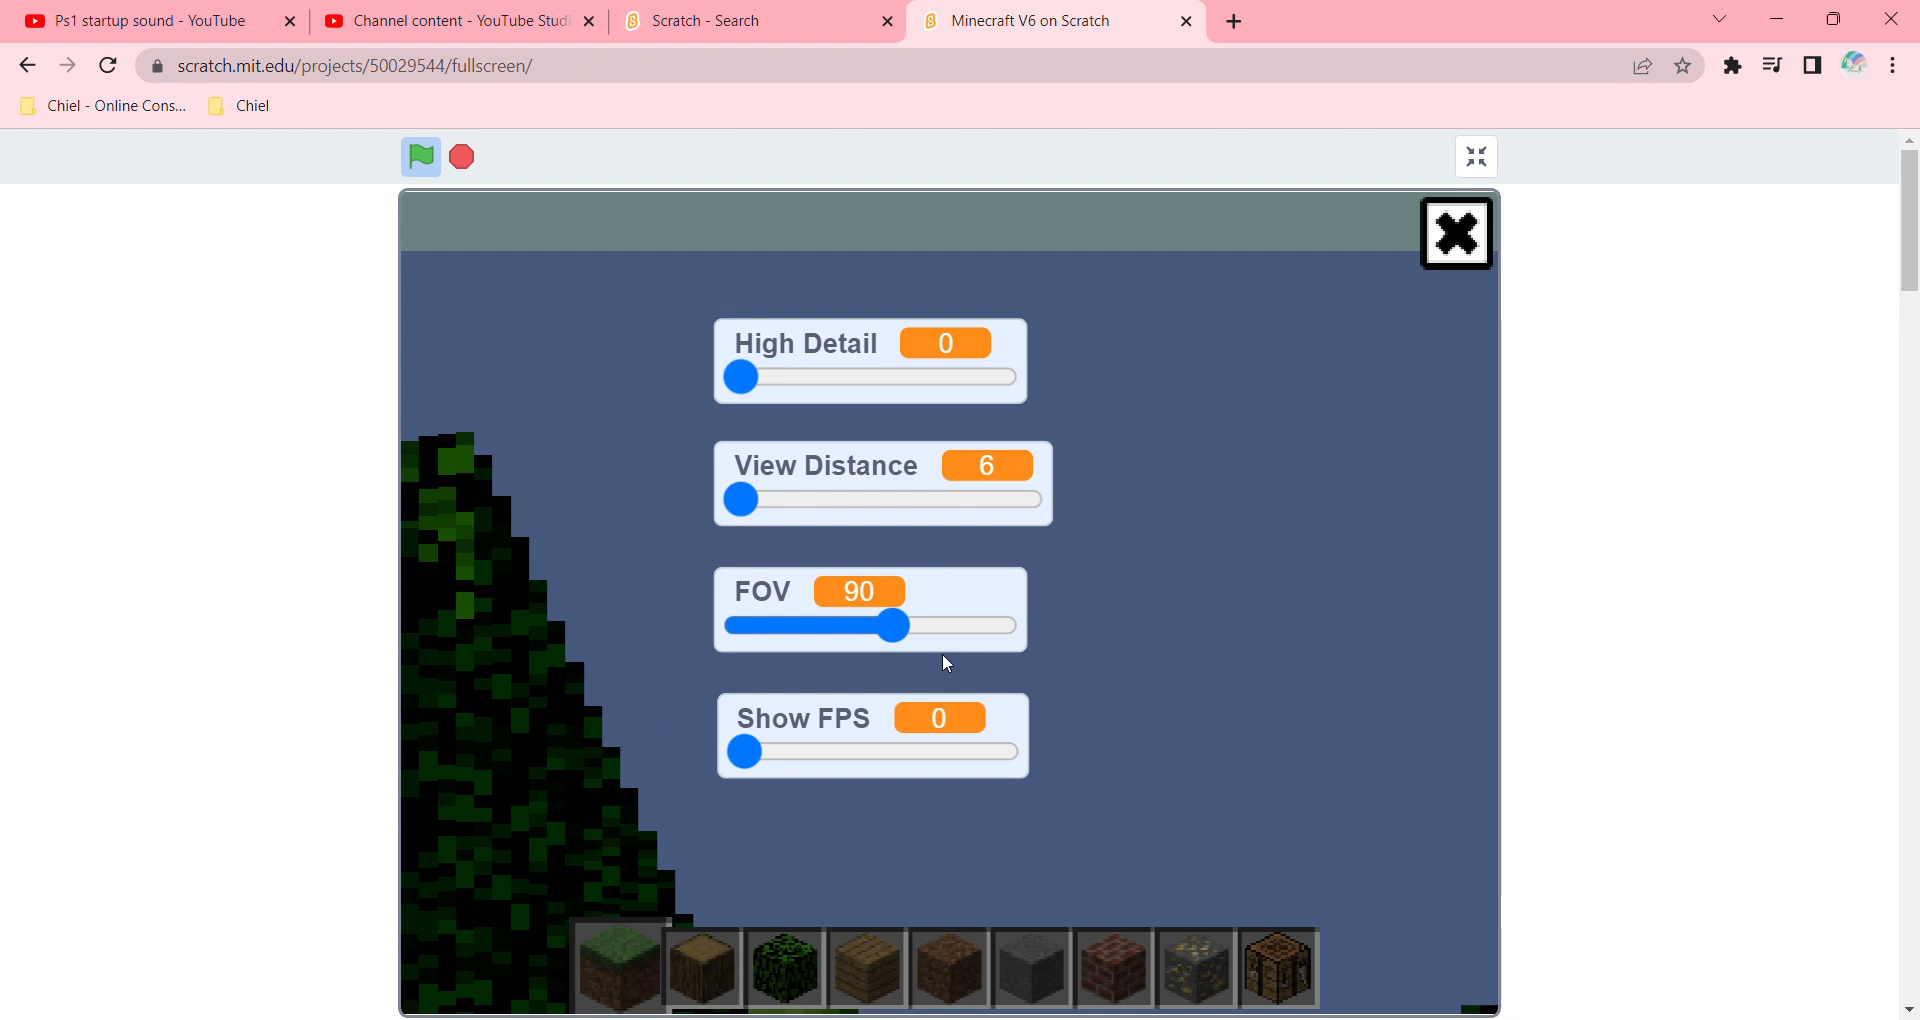 Ps1 startup sound - YouTube
Channel content - YouTube Studi
Scratch - Search
Minecraft V6 on Scratch
scratch.mit.edu/projects/50029544/fullscreen/
Chiel - Online Cons...
Chiel
High Detail 0
View Distance 6
FOV 90
Show FPS 0